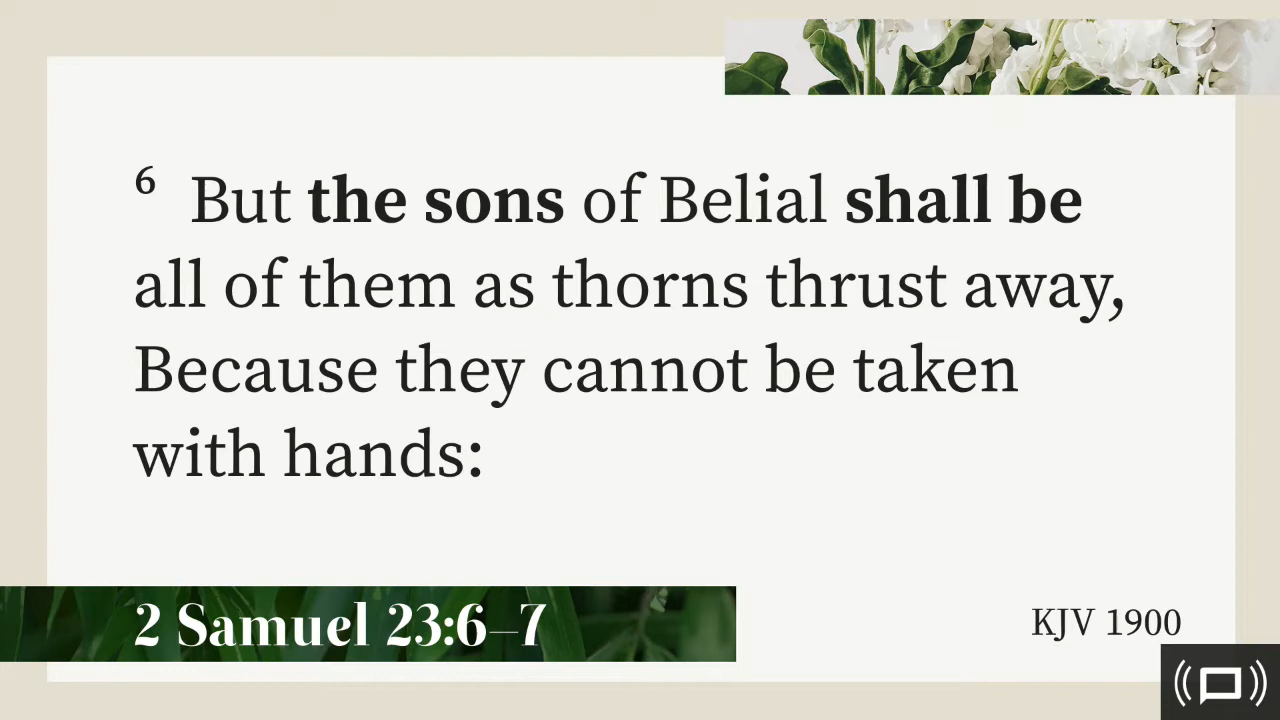 6 But the sons of Belial shall be
all of them as thorns thrust away,
Because they cannot be taken
with hands:
2 Samuel 23:6–7
KJV 1900